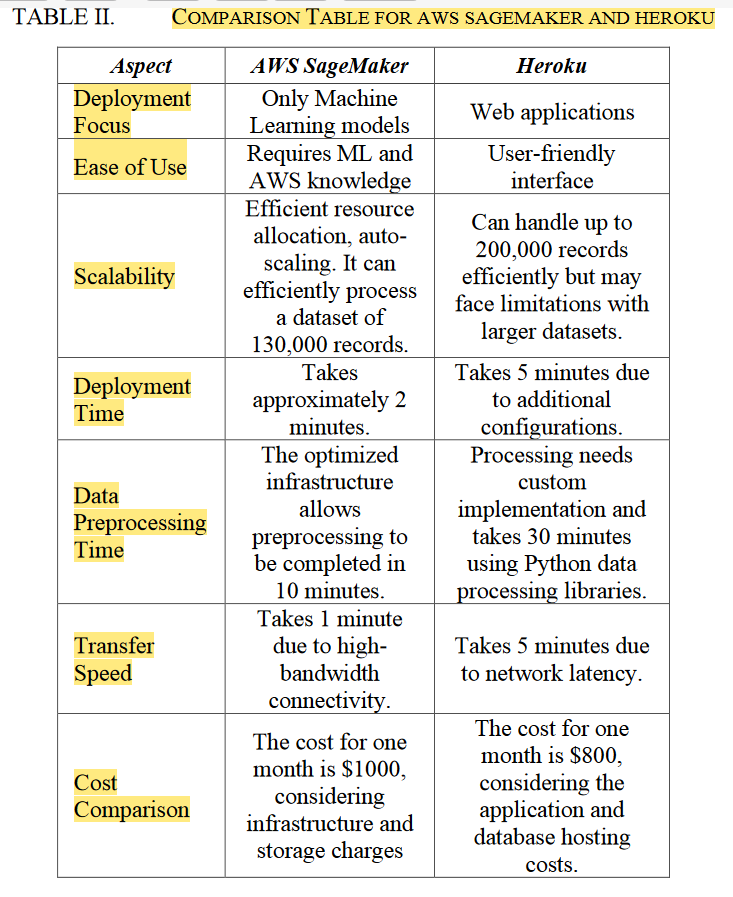 TABLE II. COMPARISON TABLE FOR AWS SAGEMAKER AND HEROKU
Aspect AWS SageMaker Heroku
Deployment
Focus
Only Machine
Learning models
Web applications
Ease of Use
Requires ML and
AWS knowledge
User-friendly
interface
Scalability
Efficient resource
allocation, auto-
scaling. It can
efficiently process
a dataset of
130,000 records.
Can handle up to
200,000 records
efficiently but may
face limitations with
larger datasets.
Deployment
Time
Takes
approximately 2
minutes.
Takes 5 minutes due
to additional
configurations.
Data
Preprocessing
Time
The optimized
infrastructure
allows
preprocessing to
be completed in
10 minutes.
Processing needs
custom
implementation and
takes 30 minutes
using Python data
processing libraries.
Transfer
Speed
Takes 1 minute
due to high-
bandwidth
connectivity.
Takes 5 minutes due
to network latency.
Cost
Comparison
The cost for one
month is $1000,
considering
infrastructure and
storage charges
The cost for one
month is $800,
considering the
application and
database hosting
costs.